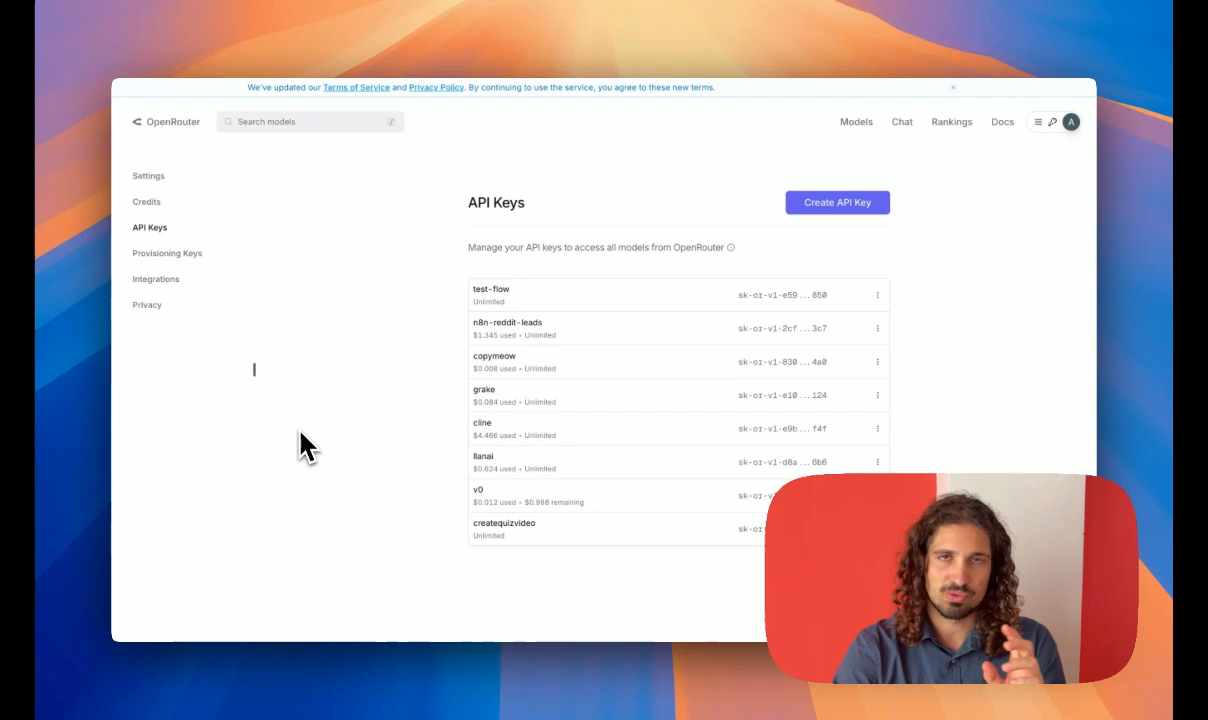 We've updated our Terms of Service and Privacy Policy. By continuing to use the service, you agree to these new terms. ×
OpenRouter
Search models /
Models Chat Rankings Docs A
Settings
Credits
API Keys
Provisioning Keys
Integrations
Privacy
API Keys
Create API Key
Manage your API keys to access all models from OpenRouter
test-flow
Unlimited
sk-or-v1-e59...850
n8n-reddit-leads
$1.345 used • Unlimited
sk-or-v1-2cf...3c7
copymeow
$0.008 used • Unlimited
sk-or-v1-830...4a0
grake
$0.084 used • Unlimited
sk-or-v1-e10...124
cline
$4.466 used • Unlimited
sk-or-v1-e9b...f4f
llanai
$0.624 used • Unlimited
sk-or-v1-d8a...6b6
v0
$0.012 used • $0.988 remaining
sk-or-v
createquizvideo
Unlimited
sk-or